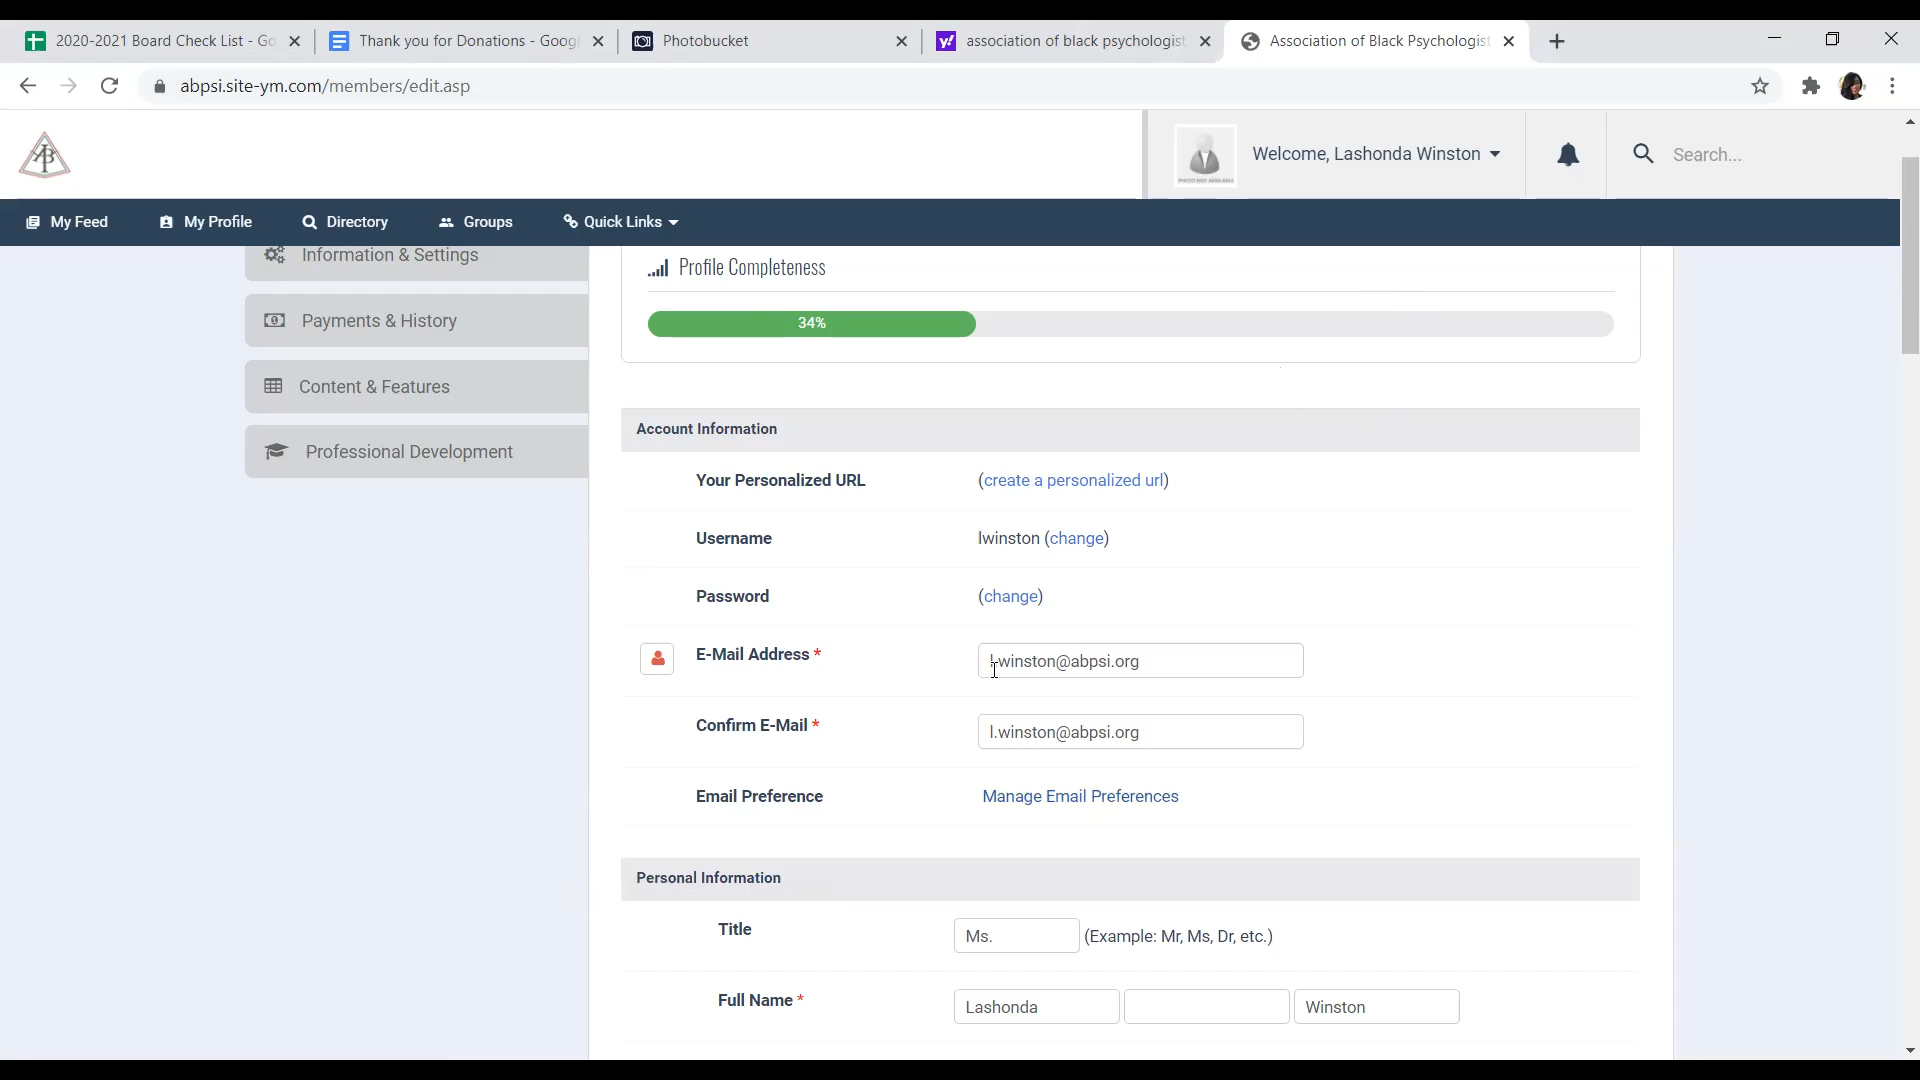 2020-2021 Board Check List - Go
Thank you for Donations - Googl
Photobucket
association of black psychologist
Association of Black Psychologist
abpsi.site-ym.com/members/edit.asp
Welcome, Lashonda Winston
Search...
My Feed
My Profile
Directory
Groups
Quick Links
Information & Settings
Payments & History
Content & Features
Professional Development
Profile Completeness
34%
Account Information
Your Personalized URL (create a personalized url)
Username lwinston (change)
Password (change)
E-Mail Address * l.winston@abpsi.org
Confirm E-Mail * l.winston@abpsi.org
Email Preference Manage Email Preferences
Personal Information
Title Ms. (Example: Mr, Ms, Dr, etc.)
Full Name * Lashonda Winston